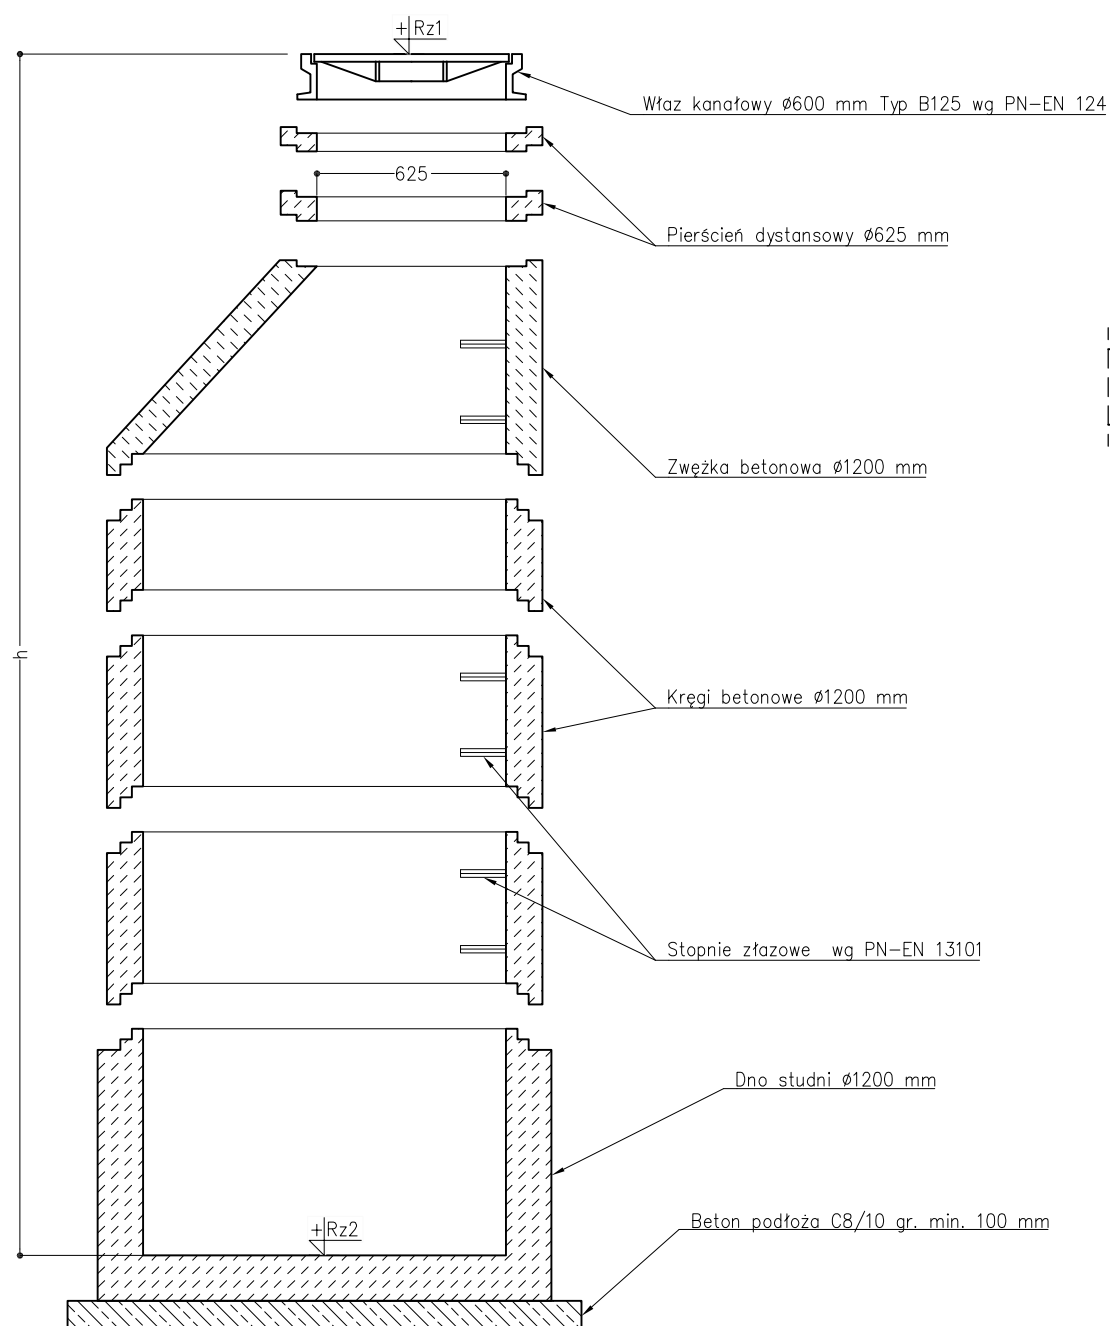 +Rz1
Właz kanałowy ø600 mm Typ B125 wg PN-EN 124
625
Pierścień dystansowy ø625 mm
Zwężka betonowa ø1200 mm
h
Kręgi betonowe ø1200 mm
Stopnie złazowe wg PN-EN 13101
Dno studni ø1200 mm
Beton podłoża C8/10 gr. min. 100 mm
+Rz2